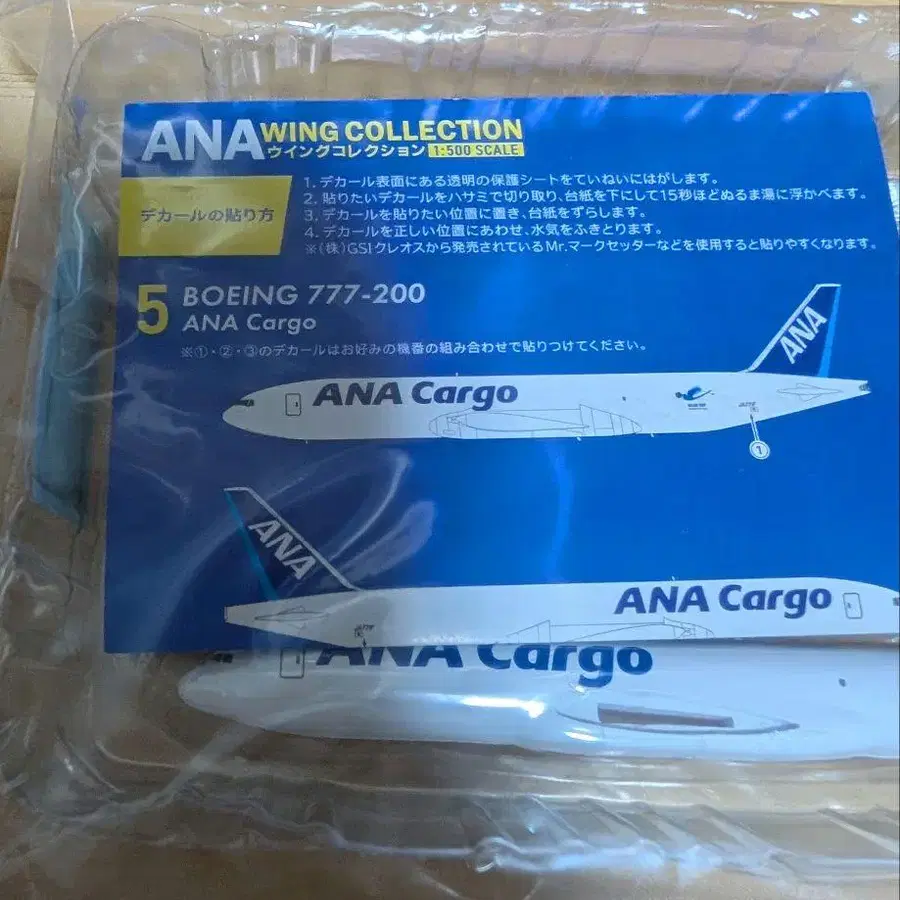 ANA WING COLLECTION
ウイングコレクション 1:500 SCALE
デカールの貼り方
1. デカール表面にある透明の保護シートをていねいにはがします。
2. 貼りたいデカールをハサミで切り取り、台紙を下にして15秒ほどぬるま湯に浮かべます。
3. デカールを貼りたい位置に置き、台紙をずらします。
4. デカールを正しい位置にあわせ、水気をふきとります。
※(株)GSIクレオスから発売されているMr.マークセッターなどを使用すると貼りやすくなります。
5 BOEING 777-200
ANA Cargo
※①・②・③のデカールはお好みの機番の組み合わせで貼りつけてください。
ANA
ANA Cargo
①
ANA
ANA Cargo
ANA Cargo